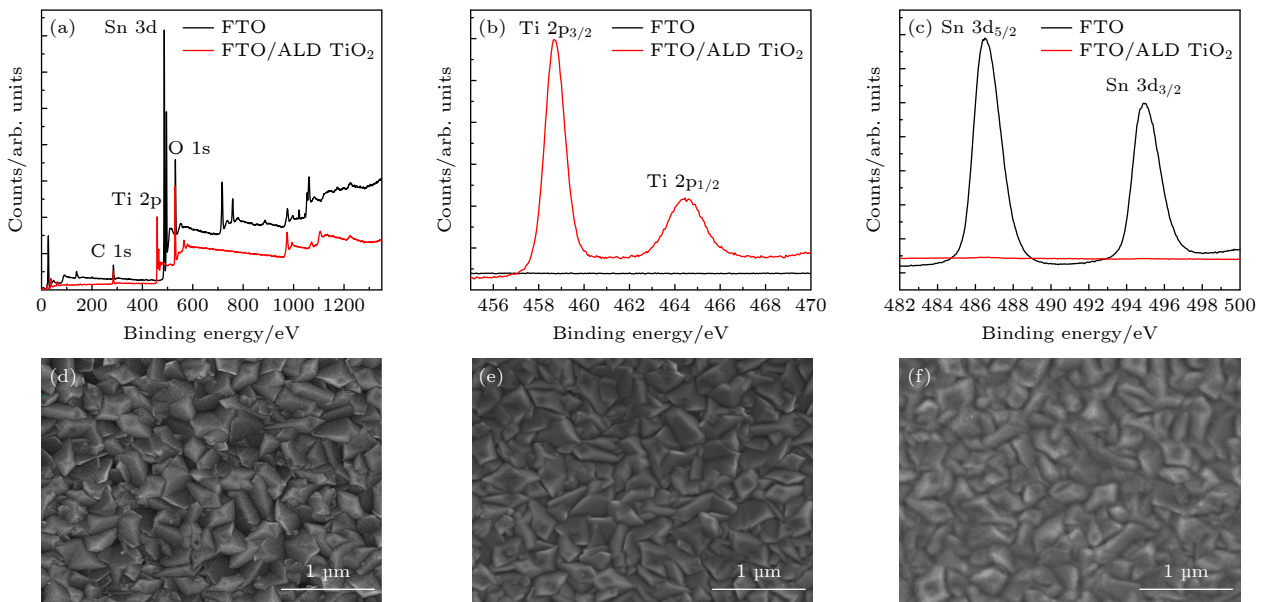 (a)
Sn 3d
FTO
FTO/ALD TiO₂
O 1s
Ti 2p
C 1s
Counts/arb. units
0 200 400 600 800 1000 1200
Binding energy/eV
(b)
Ti 2p₃/₂
FTO
FTO/ALD TiO₂
Ti 2p₁/₂
Counts/arb. units
456 458 460 462 464 466 468 470
Binding energy/eV
(c)
Sn 3d₅/₂
FTO
FTO/ALD TiO₂
Sn 3d₃/₂
Counts/arb. units
482 484 486 488 490 492 494 496 498 500
Binding energy/eV
(d)
1 µm
(e)
1 µm
(f)
1 µm